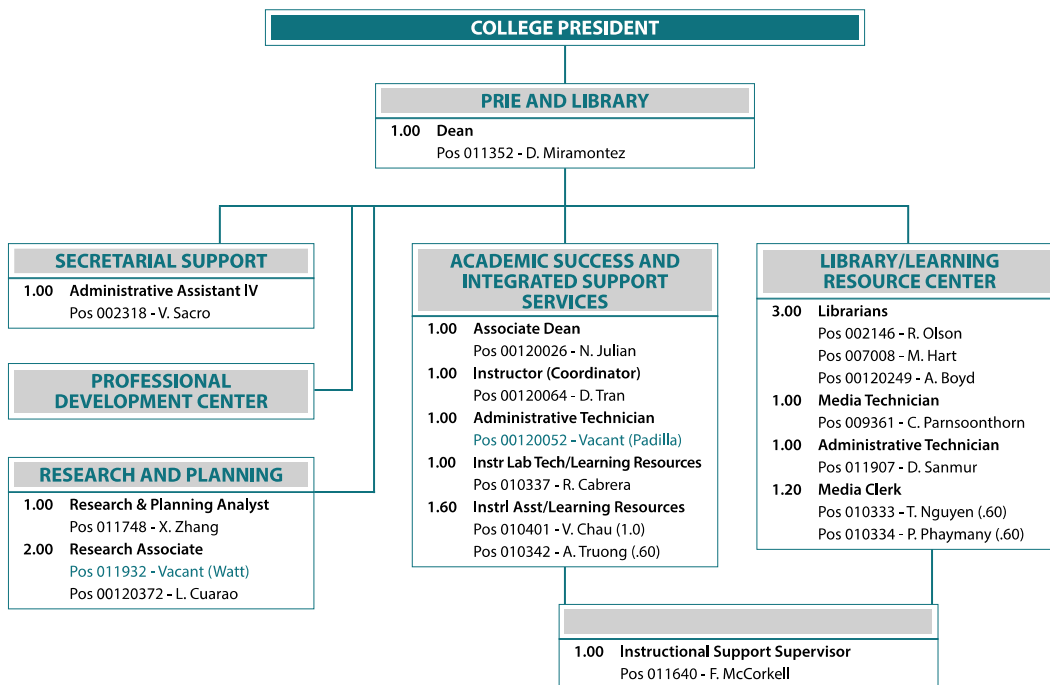 COLLEGE PRESIDENT
PRIE AND LIBRARY
1.00 Dean
Pos 011352 - D. Miramontez
SECRETARIAL SUPPORT
1.00 Administrative Assistant IV
Pos 002318 - V. Sacro
PROFESSIONAL
DEVELOPMENT CENTER
RESEARCH AND PLANNING
1.00 Research & Planning Analyst
Pos 011748 - X. Zhang
2.00 Research Associate
Pos 011932 - Vacant (Watt)
Pos 00120372 - L. Cuarao
ACADEMIC SUCCESS AND
INTEGRATED SUPPORT
SERVICES
1.00 Associate Dean
Pos 00120026 - N. Julian
1.00 Instructor (Coordinator)
Pos 00120064 - D. Tran
1.00 Administrative Technician
Pos 00120052 - Vacant (Padilla)
1.00 Instr Lab Tech/Learning Resources
Pos 010337 - R. Cabrera
1.60 Instrl Asst/Learning Resources
Pos 010401 - V. Chau (1.0)
Pos 010342 - A. Truong (.60)
LIBRARY/LEARNING
RESOURCE CENTER
3.00 Librarians
Pos 002146 - R. Olson
Pos 007008 - M. Hart
Pos 00120249 - A. Boyd
1.00 Media Technician
Pos 009361 - C. Parnsoonthorn
1.00 Administrative Technician
Pos 011907 - D. Sanmur
1.20 Media Clerk
Pos 010333 - T. Nguyen (.60)
Pos 010334 - P. Phaymany (.60)
1.00 Instructional Support Supervisor
Pos 011640 - F. McCorkell